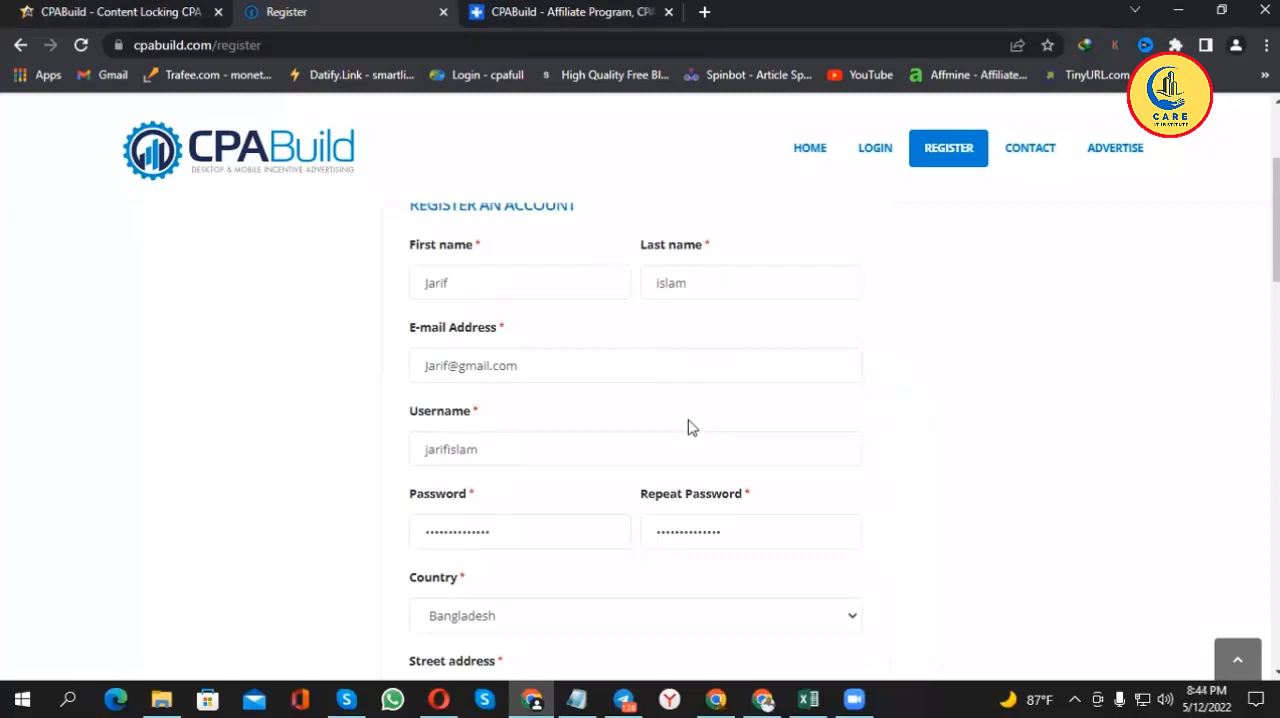 CPABuild - Content Locking CPA
Register
CPABuild - Affiliate Program, CP
cpabuild.com/register
Apps
Gmail
Trafee.com - monet...
Datify.Link - smartli...
Login - cpafull
High Quality Free Bl...
Spinbot - Article Sp...
YouTube
Affmine - Affiliate...
TinyURL.com
CARE
IT INSTITUTE
CPABuild
DESKTOP & MOBILE INCENTIVE ADVERTISING
HOME
LOGIN
REGISTER
CONTACT
ADVERTISE
REGISTER AN ACCOUNT
First name *
Last name *
Jarif
islam
E-mail Address *
Jarif@gmail.com
Username *
jarifislam
Password *
Repeat Password *
Country *
Bangladesh
Street address *
128
87°F
8:44 PM
5/12/2022